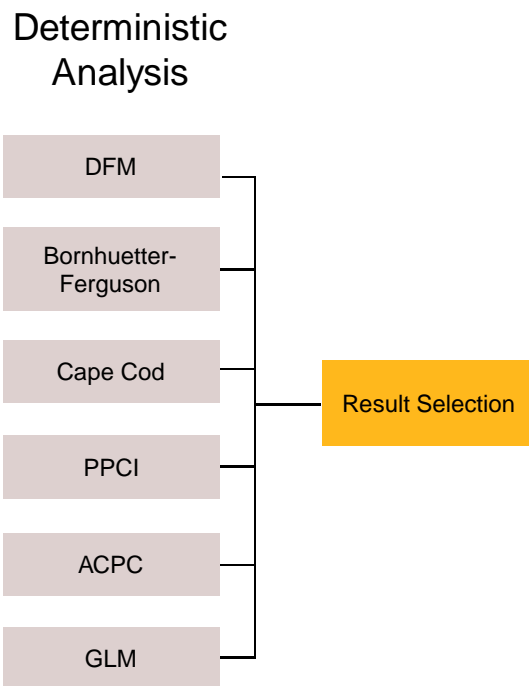 Deterministic
Analysis
DFM
Bornhuetter-
Ferguson
Cape Cod
Result Selection
PPCI
ACPC
GLM